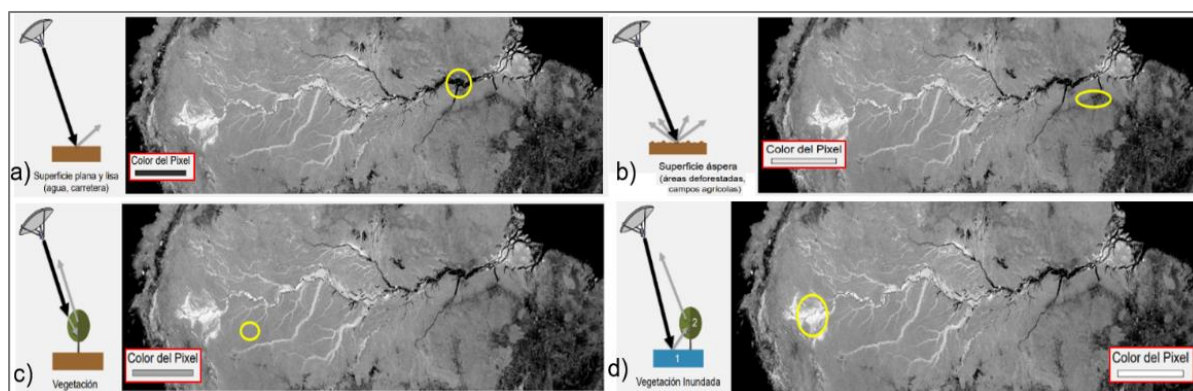 a)
Superficie plana y lisa
(agua, carretera)
Color del Pixel
b)
Superficie áspera
(áreas deforestadas,
campos agrícolas)
Color del Pixel
c)
Vegetación
Color del Pixel
d)
1
2
Vegetación Inundada
Color del Pixel